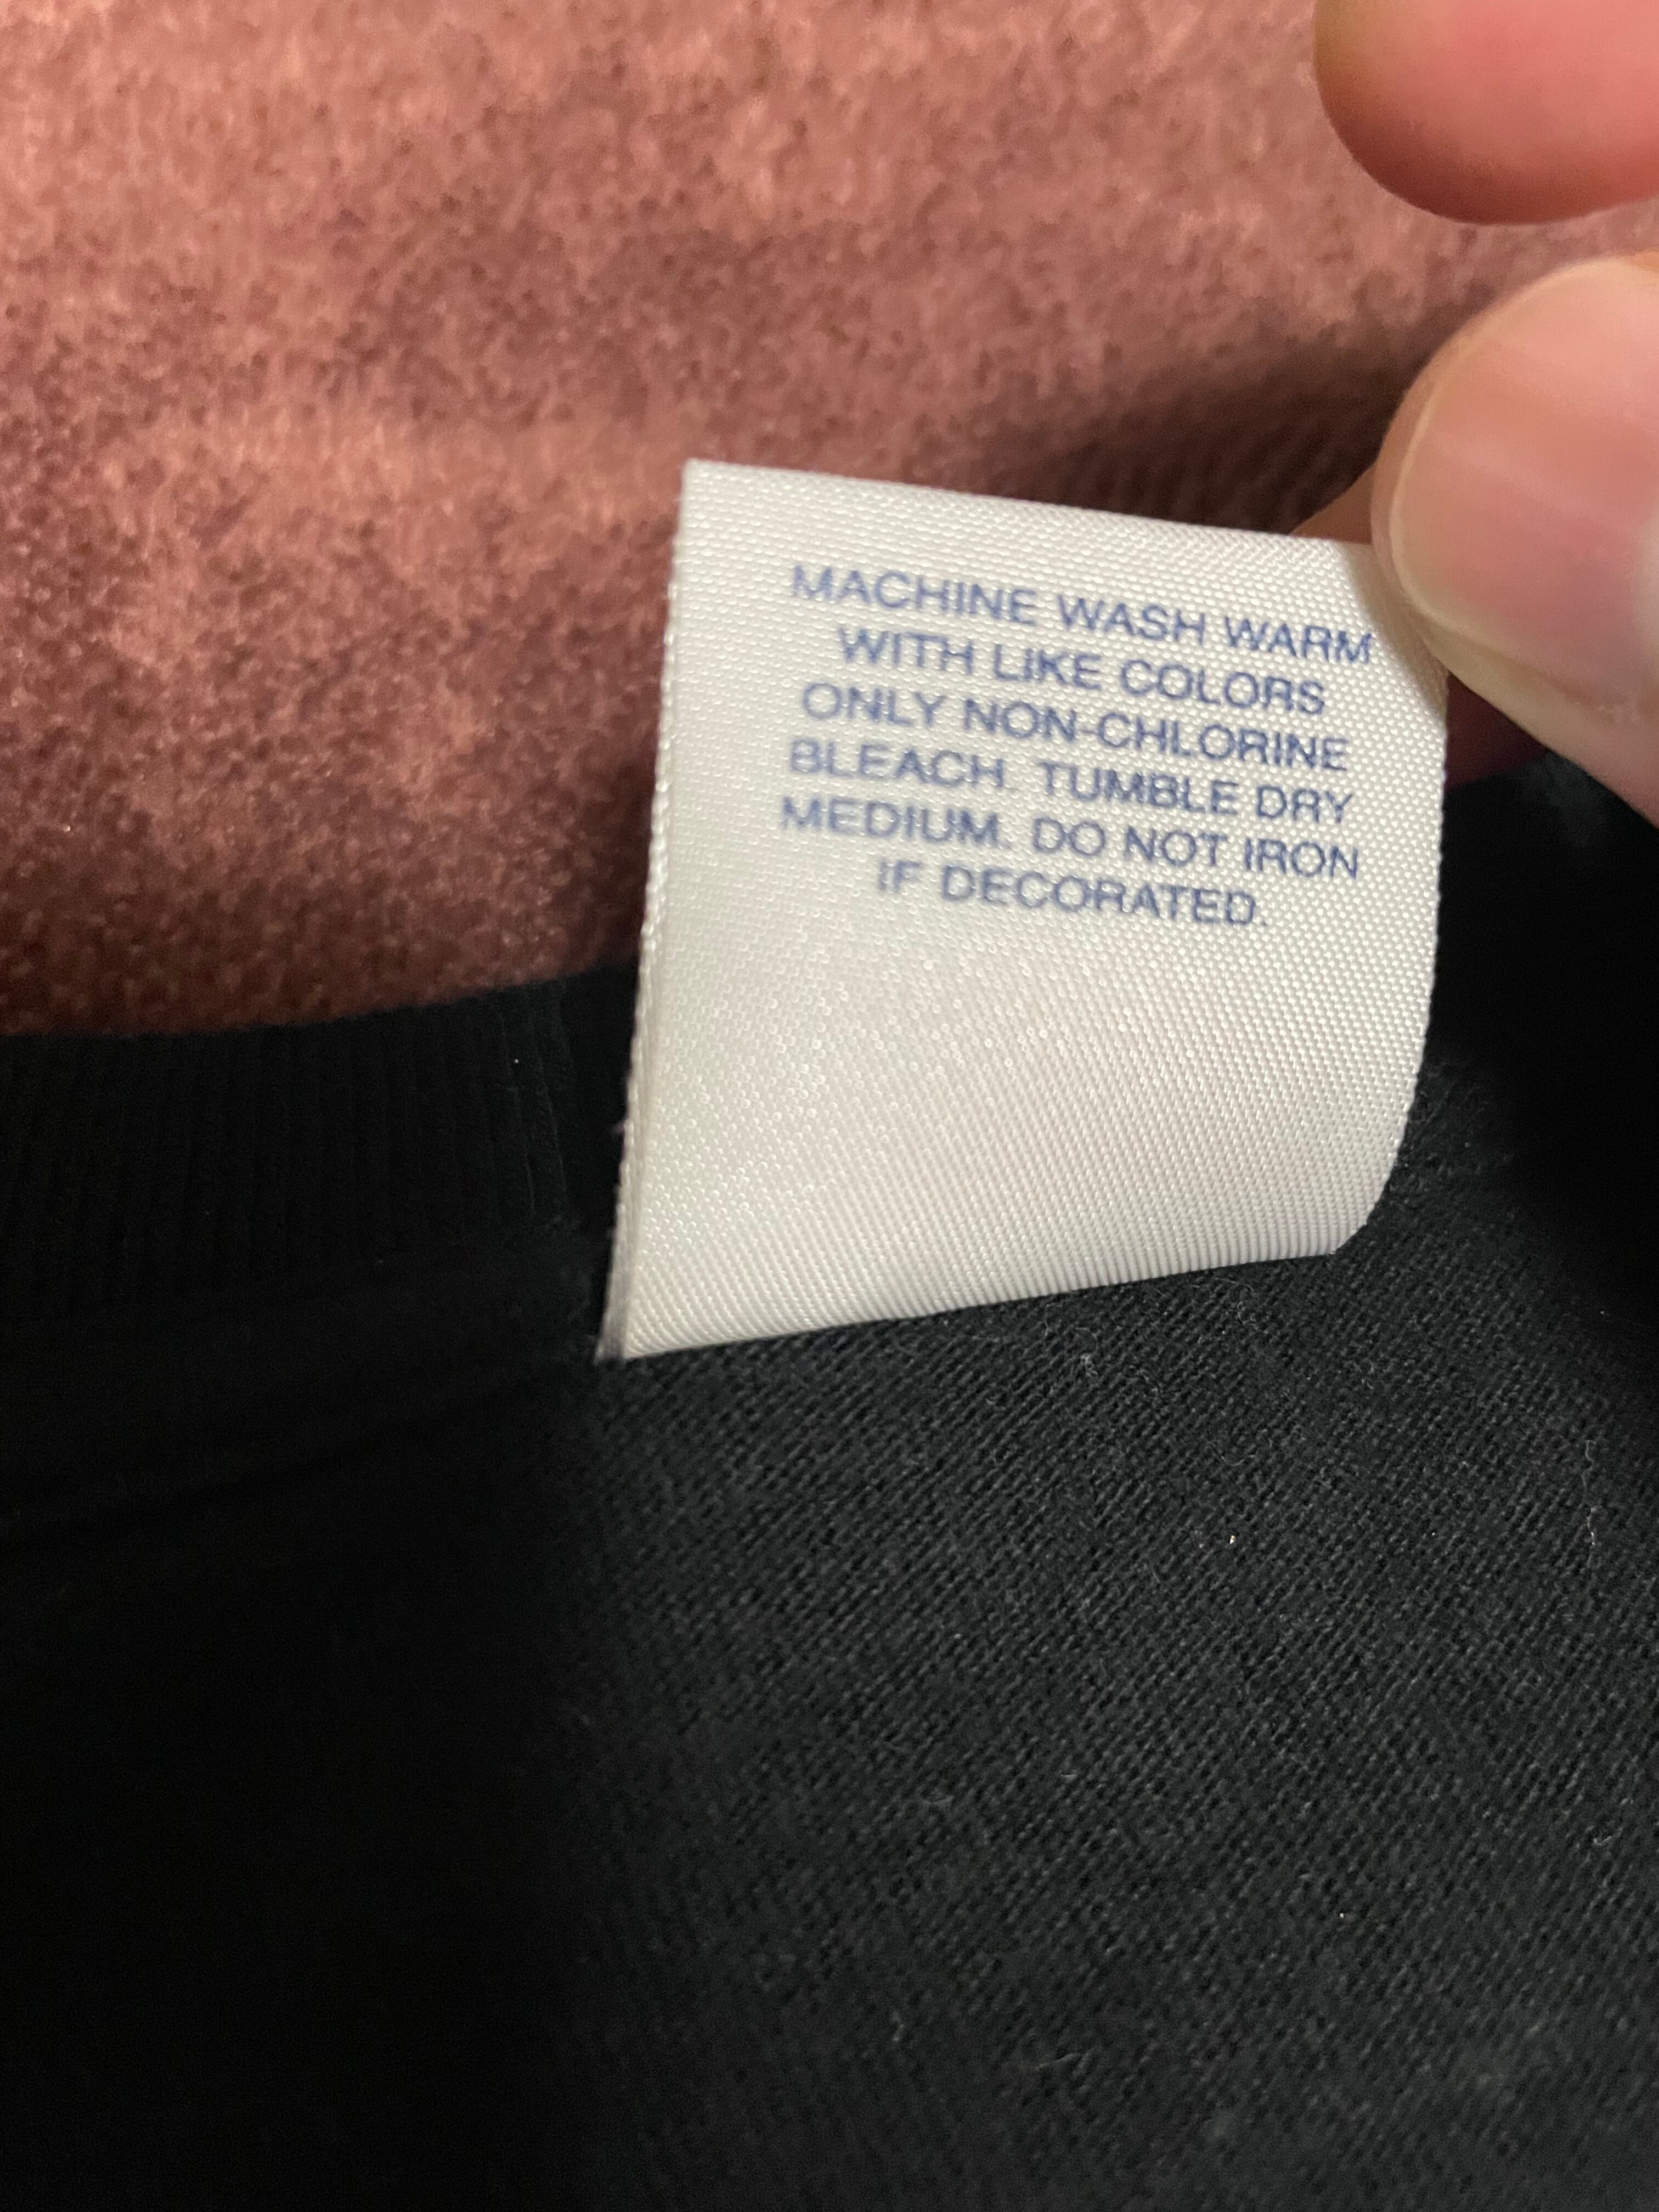 MACHINE WASH WARM
WITH LIKE COLORS
ONLY NON-CHLORINE
BLEACH. TUMBLE DRY
MEDIUM. DO NOT IRON
IF DECORATED.